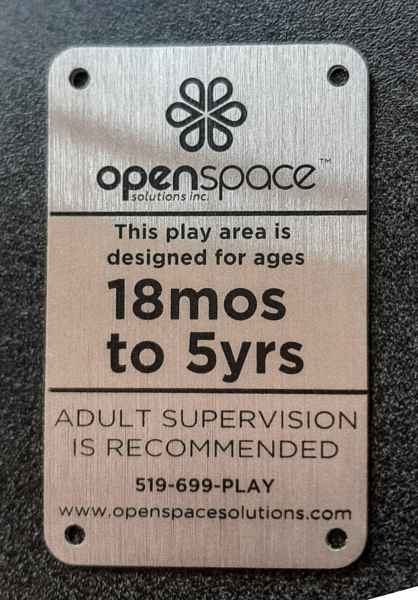 openspace™
solutions inc.
This play area is
designed for ages
18mos
to 5yrs
ADULT SUPERVISION
IS RECOMMENDED
519-699-PLAY
www.openspacesolutions.com